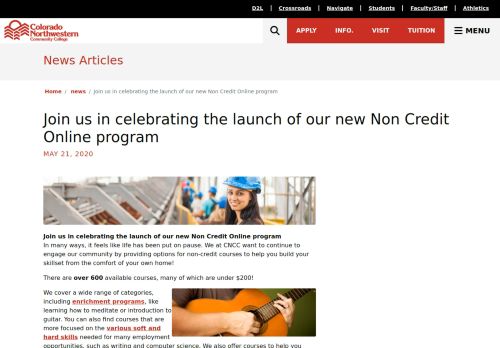 D2L | Crossroads | Navigate | Students | Faculty/Staff | Athletics
Colorado
Northwestern
Community College
APPLY INFO. VISIT TUITION MENU
News Articles
Home / news / Join us in celebrating the launch of our new Non Credit Online program
Join us in celebrating the launch of our new Non Credit
Online program
MAY 21, 2020
Join us in celebrating the launch of our new Non Credit Online program
In many ways, it feels like life has been put on pause. We at CNCC want to continue to
engage our community by providing options for non-credit courses to help you build your
skillset from the comfort of your own home!
There are over 600 available courses, many of which are under $200!
We cover a wide range of categories,
including enrichment programs, like
learning how to meditate or introduction to
guitar. You can also find courses that are
more focused on the various soft and
hard skills needed for many employment
opportunities, such as writing and computer science. We also offer courses to help you